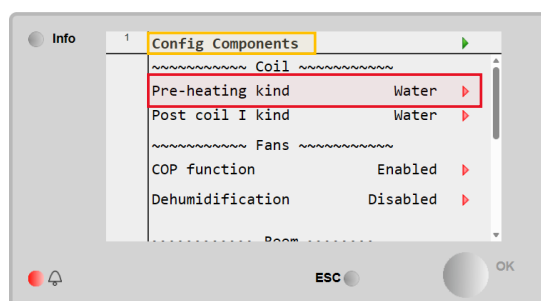 Info
1
Config Components
~~~~~~~~~~~ Coil ~~~~~~~~~~~
Pre-heating kind Water
Post coil I kind Water
~~~~~~~~~~~ Fans ~~~~~~~~~~~
COP function Enabled
Dehumidification Disabled
Room
ESC
OK